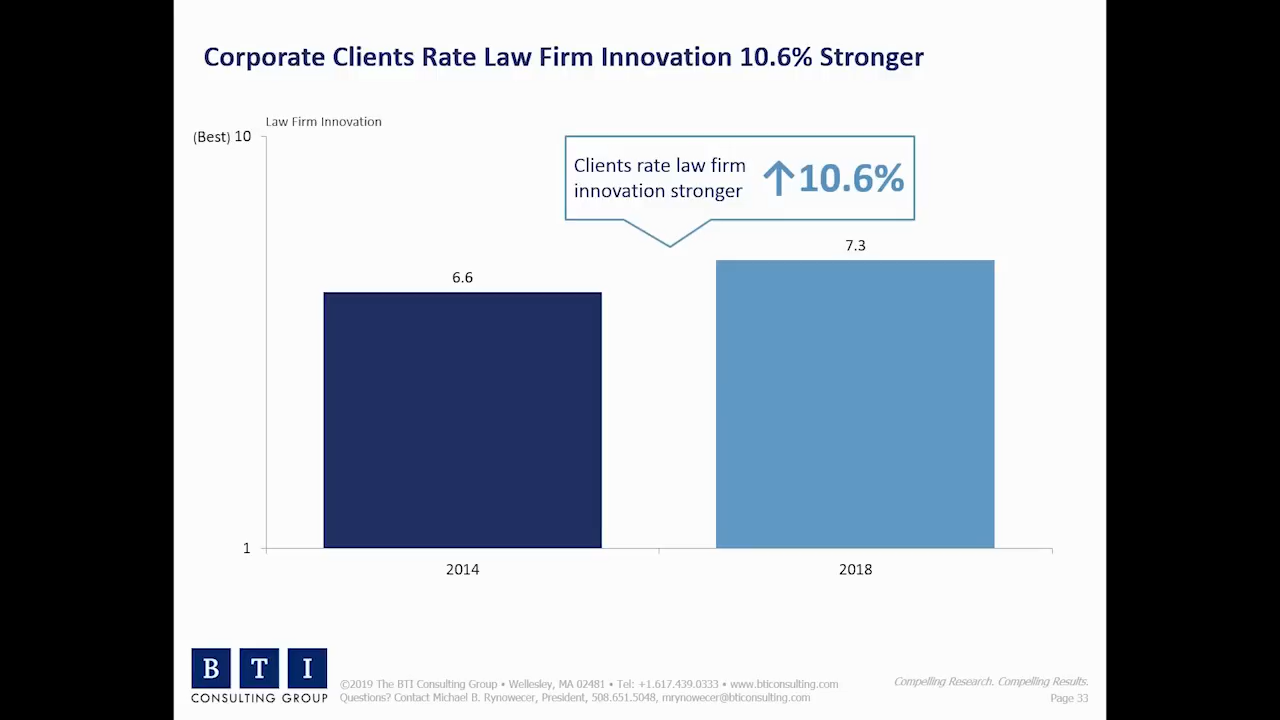 Corporate Clients Rate Law Firm Innovation 10.6% Stronger
Law Firm Innovation
(Best) 10
Clients rate law firm
innovation stronger
↑10.6%
7.3
6.6
1
2014
2018
B T I
CONSULTING GROUP
©2019 The BTI Consulting Group • Wellesley, MA 02481 • Tel: +1.617.439.0333 • www.bticonsulting.com
Questions? Contact Michael B. Rynowecer, President, 508.651.5048, mrynowecer@bticonsulting.com
Compelling Research. Compelling Results.
Page 33